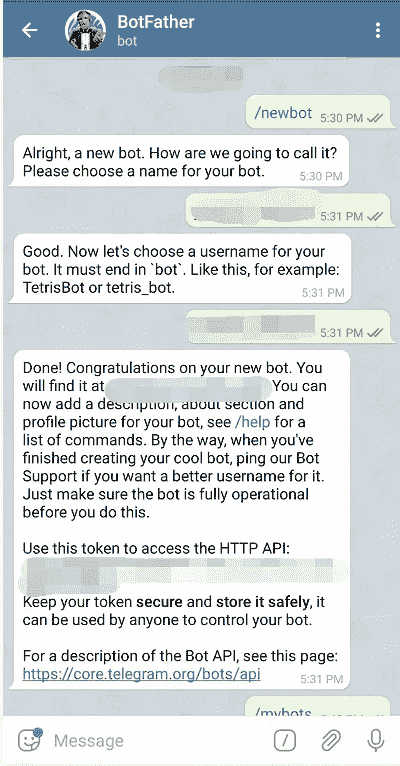 BotFather
bot
/newbot 5:30 PM
Alright, a new bot. How are we going to call it?
Please choose a name for your bot.
5:30 PM
5:31 PM
Good. Now let's choose a username for your
bot. It must end in `bot`. Like this, for example:
TetrisBot or tetris_bot.
5:31 PM
5:31 PM
Done! Congratulations on your new bot. You
will find it at You can
now add a description, about section and
profile picture for your bot, see /help for a
list of commands. By the way, when you've
finished creating your cool bot, ping our Bot
Support if you want a better username for it.
Just make sure the bot is fully operational
before you do this.
Use this token to access the HTTP API:
Keep your token secure and store it safely, it
can be used by anyone to control your bot.
For a description of the Bot API, see this page:
https://core.telegram.org/bots/api
5:31 PM
/mybots
Message